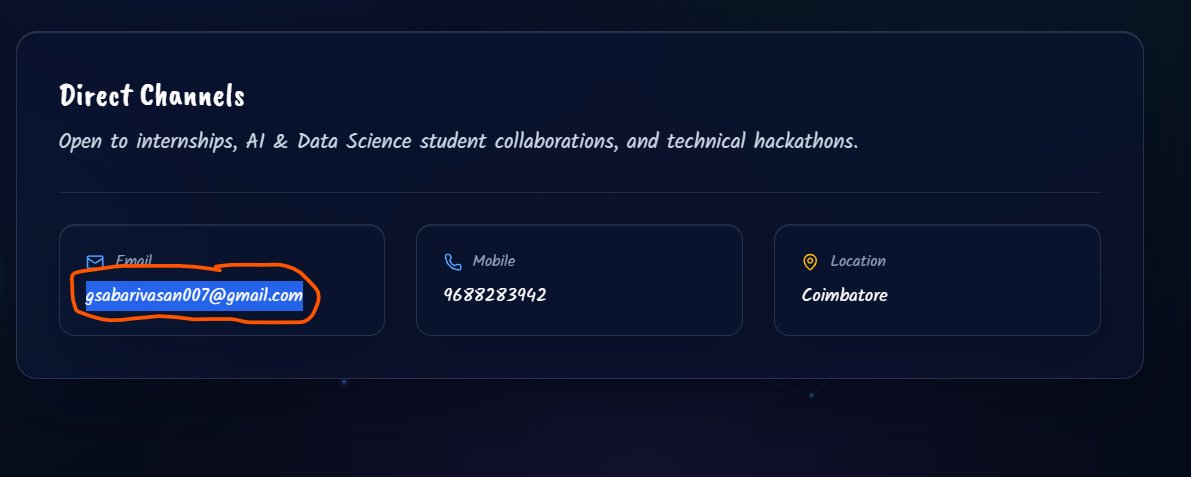 Direct Channels
Open to internships, AI & Data Science student collaborations, and technical hackathons.
Email
gsabarivasan007@gmail.com
Mobile
9688283942
Location
Coimbatore